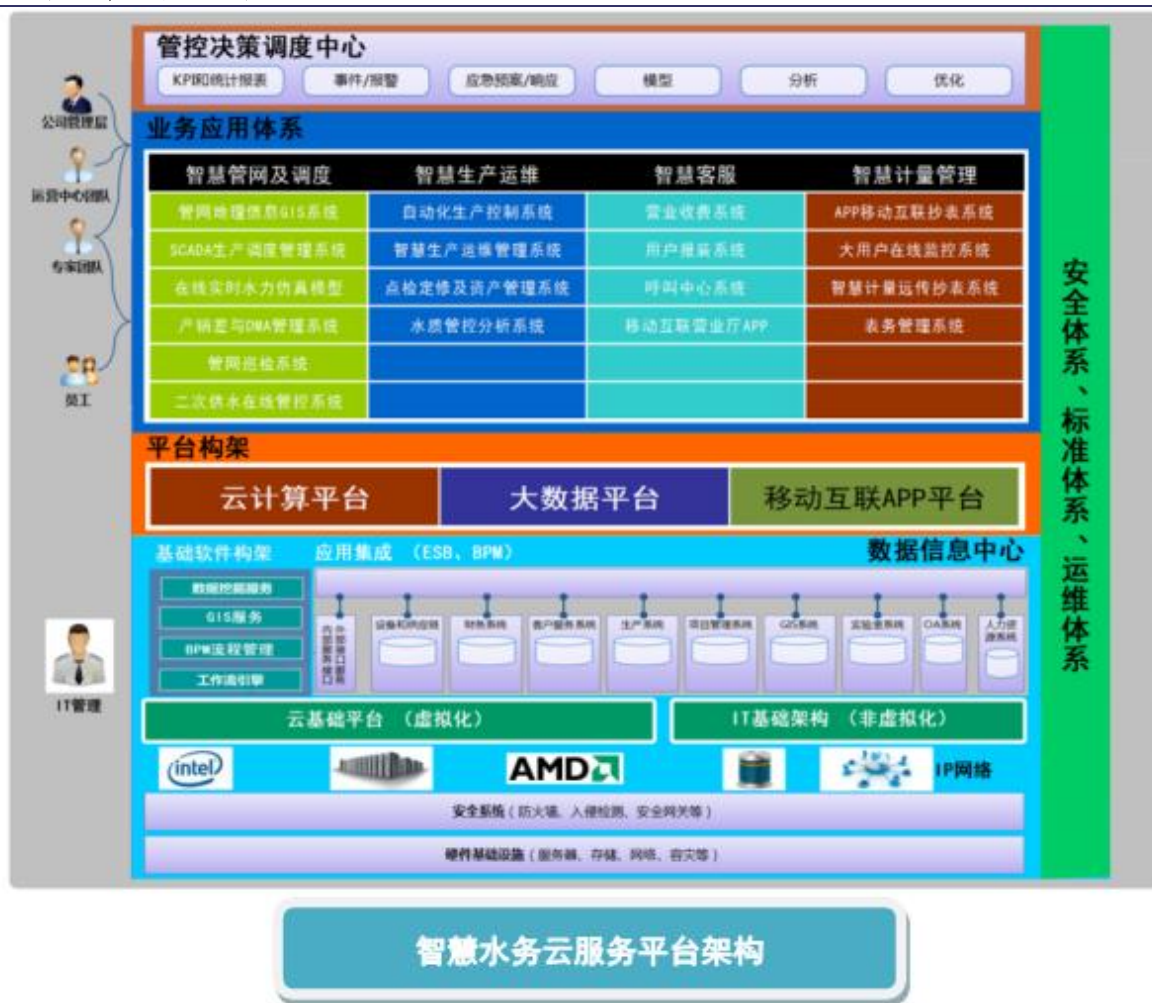 管控决策调度中心
KPI和统计报表
事件/报警
应急预案/响应
模型
分析
优化
公司管理层
运营中心团队
专家团队
员工
IT管理
业务应用体系
智慧管网及调度
智慧生产运维
智慧客服
智慧计量管理
管网地理信息GIS系统
自动化生产控制系统
营业收费系统
APP移动互联抄表系统
SCADA生产调度管理系统
智慧生产运维管理系统
用户报装系统
大用户在线监控系统
在线实时水力仿真模型
点检定修及资产管理系统
呼叫中心系统
智慧计量远传抄表系统
产销差与DMA管理系统
水质管控分析系统
移动互联营业厅APP
表务管理系统
管网巡检系统
二次供水在线管控系统
平台构架
云计算平台
大数据平台
移动互联APP平台
基础软件构架
应用集成 (ESB、BPM)
数据信息中心
数据挖掘服务
GIS服务
BPM流程管理
工作流引擎
设备和供应链
财务系统
客户服务系统
生产系统
项目管理系统
GIS系统
实验室系统
OA系统
人力资源系统
云基础平台 (虚拟化)
IT基础架构 (非虚拟化)
intel
AMD
IP网络
安全系统(防火墙、入侵检测、安全网关等)
硬件基础设施(服务器、存储、网络、容灾等)
安全体系、标准体系、运维体系
智慧水务云服务平台架构